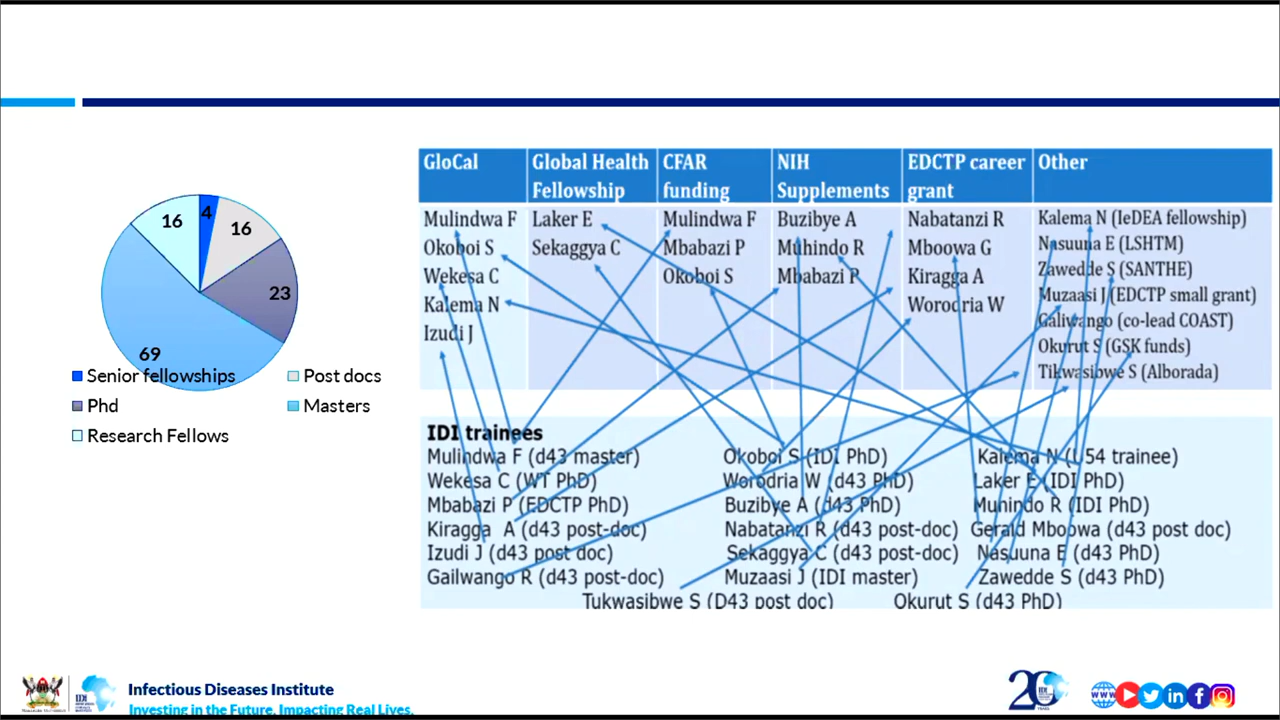 4
16
16
23
69
Senior fellowships
Post docs
Phd
Masters
Research Fellows
GloCal
Global Health Fellowship
CFAR funding
NIH Supplements
EDCTP career grant
Other
Mulindwa F
Okoboi S
Wekesa C
Kalema N
Izudi J
Laker E
Sekaggya C
Mulindwa F
Mbabazi P
Okoboi S
Buzibye A
Muhindo R
Mbabazi P
Nabatanzi R
Mboowa G
Kiragga A
Worodria W
Kalema N (IeDEA fellowship)
Nasuuna E (LSHTM)
Zawedde S (SANTHE)
Muzaasi J (EDCTP small grant)
Galiwango (co-lead COAST)
Okurut S (GSK funds)
Tikwasibwe S (Alborada)
IDI trainees
Mulindwa F (d43 master) Okoboi S (IDI PhD) Kalema N (U54 trainee)
Wekesa C (WT PhD) Worodria W (d43 PhD) Laker E (IDI PhD)
Mbabazi P (EDCTP PhD) Buzibye A (d43 PhD) Munindo R (IDI PhD)
Kiragga A (d43 post-doc) Nabatanzi R (d43 post-doc) Gerald Mboowa (d43 post doc)
Izudi J (d43 post doc) Sekaggya C (d43 post-doc) Nasuuna E (d43 PhD)
Gailwango R (d43 post-doc) Muzaasi J (IDI master) Zawedde S (d43 PhD)
Tukwasibwe S (D43 post doc) Okurut S (d43 PhD)
IDI
Infectious Diseases Institute
Investing in the Future, Impacting Real Lives.
20
YEARS